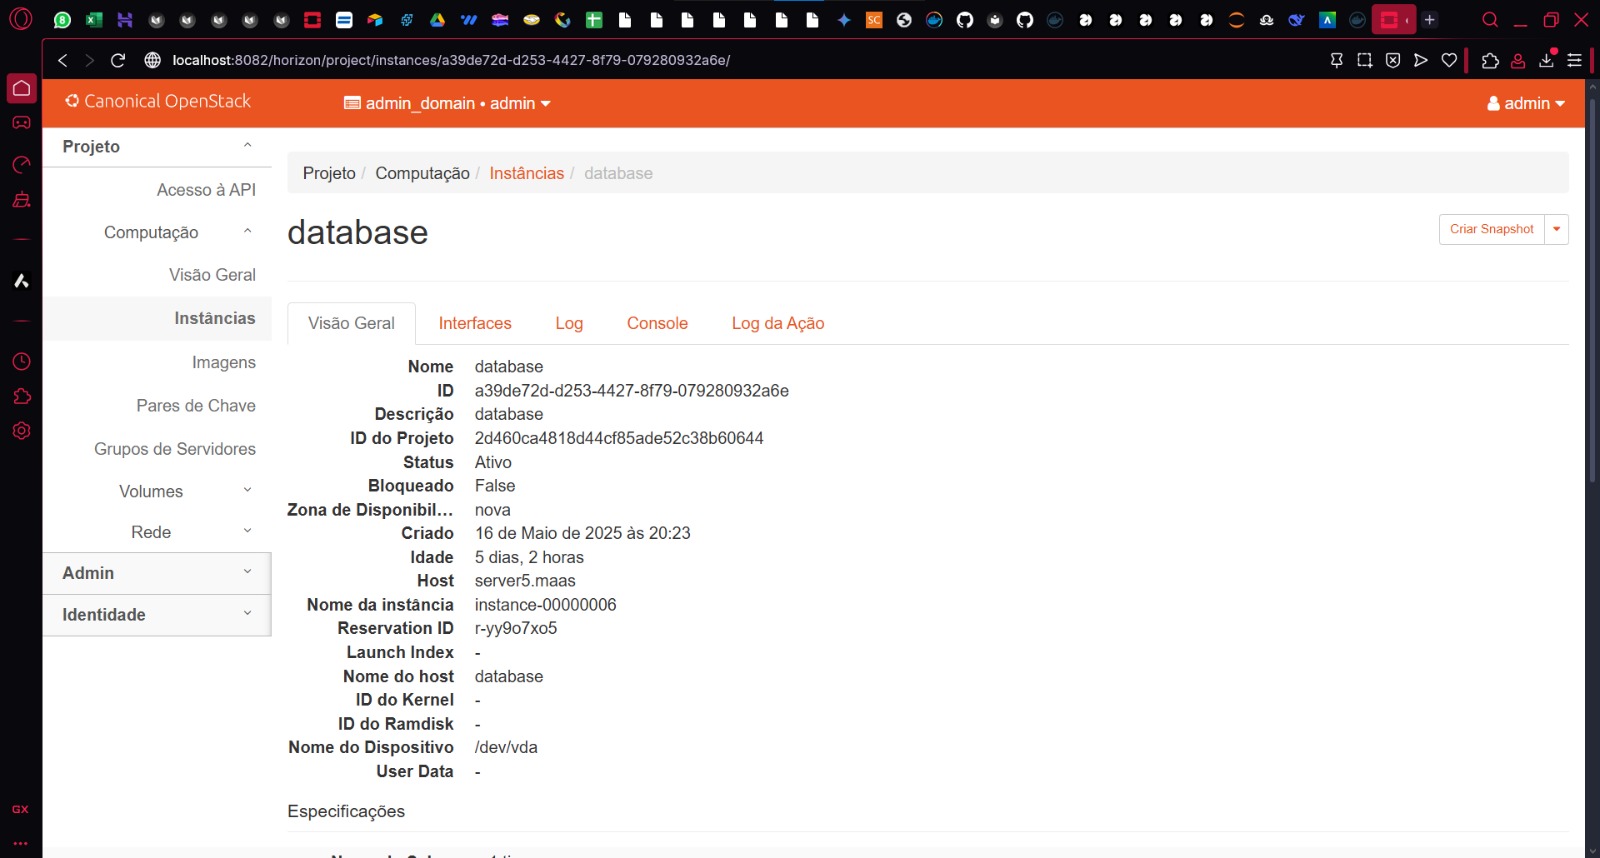 localhost:8082/horizon/project/instances/a39de72d-d253-4427-8f79-079280932a6e/
Canonical OpenStack
admin_domain • admin
admin
Projeto
Acesso à API
Computação
Visão Geral
Instâncias
Imagens
Pares de Chave
Grupos de Servidores
Volumes
Rede
Admin
Identidade
GX
SC
Projeto / Computação / Instâncias / database
database
Criar Snapshot
Visão Geral Interfaces Log Console Log da Ação
Nome database
ID a39de72d-d253-4427-8f79-079280932a6e
Descrição database
ID do Projeto 2d460ca4818d44cf85ade52c38b60644
Status Ativo
Bloqueado False
Zona de Disponibil... nova
Criado 16 de Maio de 2025 às 20:23
Idade 5 dias, 2 horas
Host server5.maas
Nome da instância instance-00000006
Reservation ID r-yy9o7xo5
Launch Index -
Nome do host database
ID do Kernel -
ID do Ramdisk -
Nome do Dispositivo /dev/vda
User Data -
Especificações